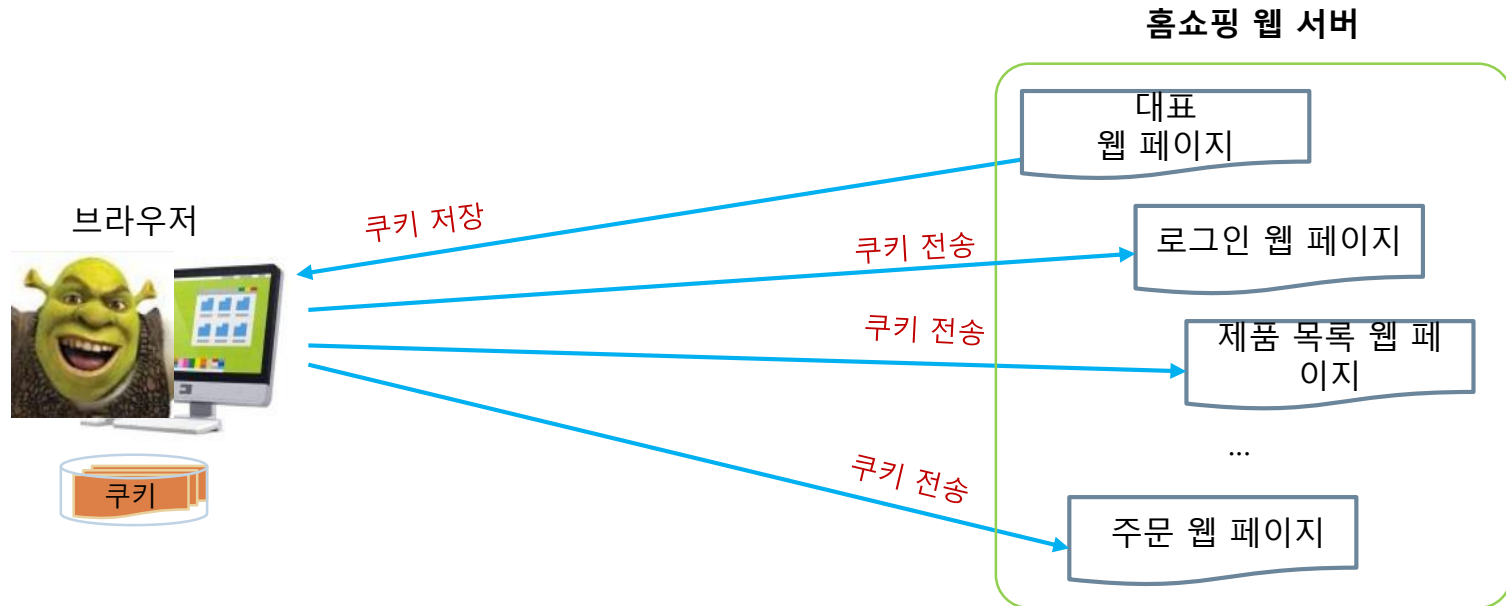 홈쇼핑 웹 서버
대표
웹 페이지
브라우저
쿠키 저장
쿠키 전송
로그인 웹 페이지
쿠키 전송
제품 목록 웹 페
이지
...
쿠키 전송
쿠키
주문 웹 페이지